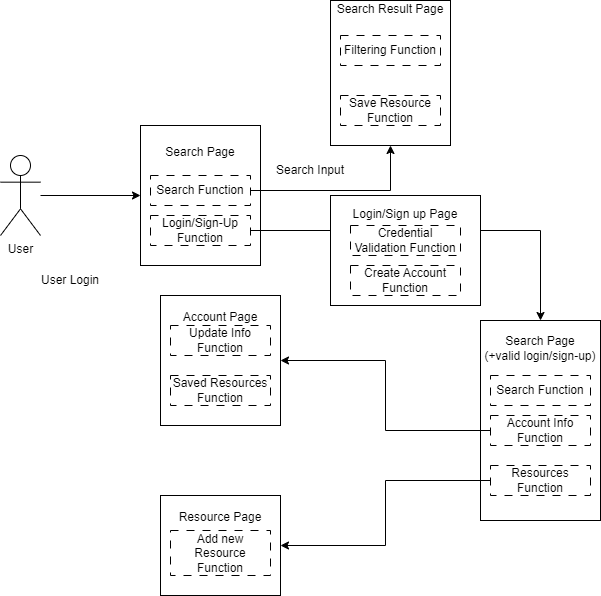 Search Result Page
Filtering Function
Save Resource
Function
Search Page
Search Function
Login/Sign-Up
Function
Search Input
User
User Login
Login/Sign up Page
Credential
Validation Function
Create Account
Function
Account Page
Update Info
Function
Saved Resources
Function
Search Page
(+valid login/sign-up)
Search Function
Account Info
Function
Resources
Function
Resource Page
Add new
Resource
Function